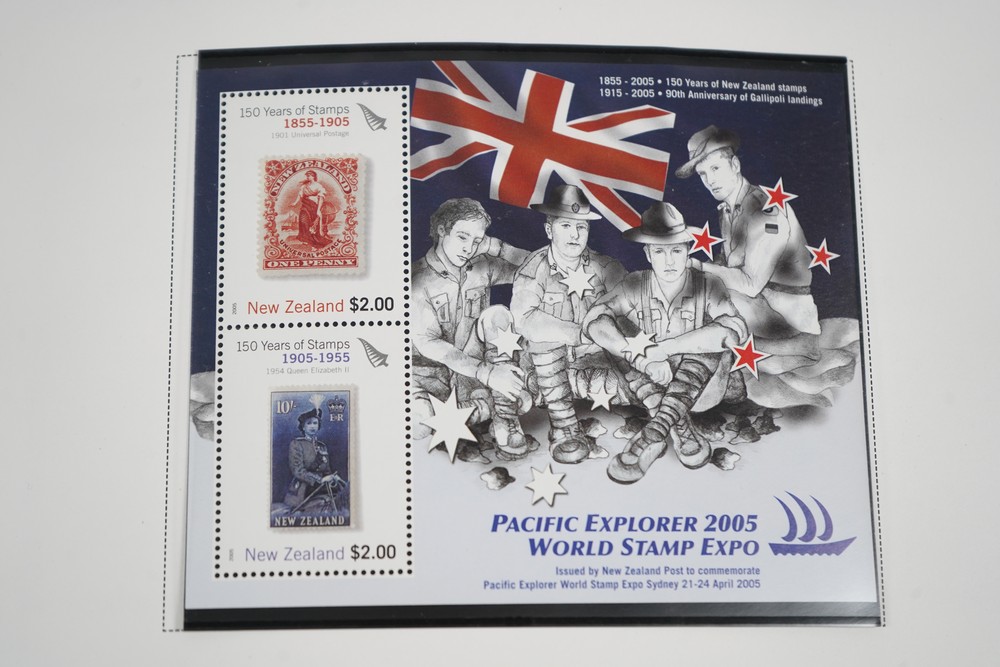 1855 - 2005 • 150 Years of New Zealand stamps
1915 - 2005 • 90th Anniversary of Gallipoli landings
150 Years of Stamps
1855-1905
1901 Universal Postage
NEW ZEALAND
UNIVERSAL POSTAGE
ONE PENNY
2005
New Zealand $2.00
150 Years of Stamps
1905-1955
1954 Queen Elizabeth II
10/-
E II R
NEW ZEALAND
2005
New Zealand $2.00
PACIFIC EXPLORER 2005
WORLD STAMP EXPO
Issued by New Zealand Post to commemorate
Pacific Explorer World Stamp Expo Sydney 21-24 April 2005